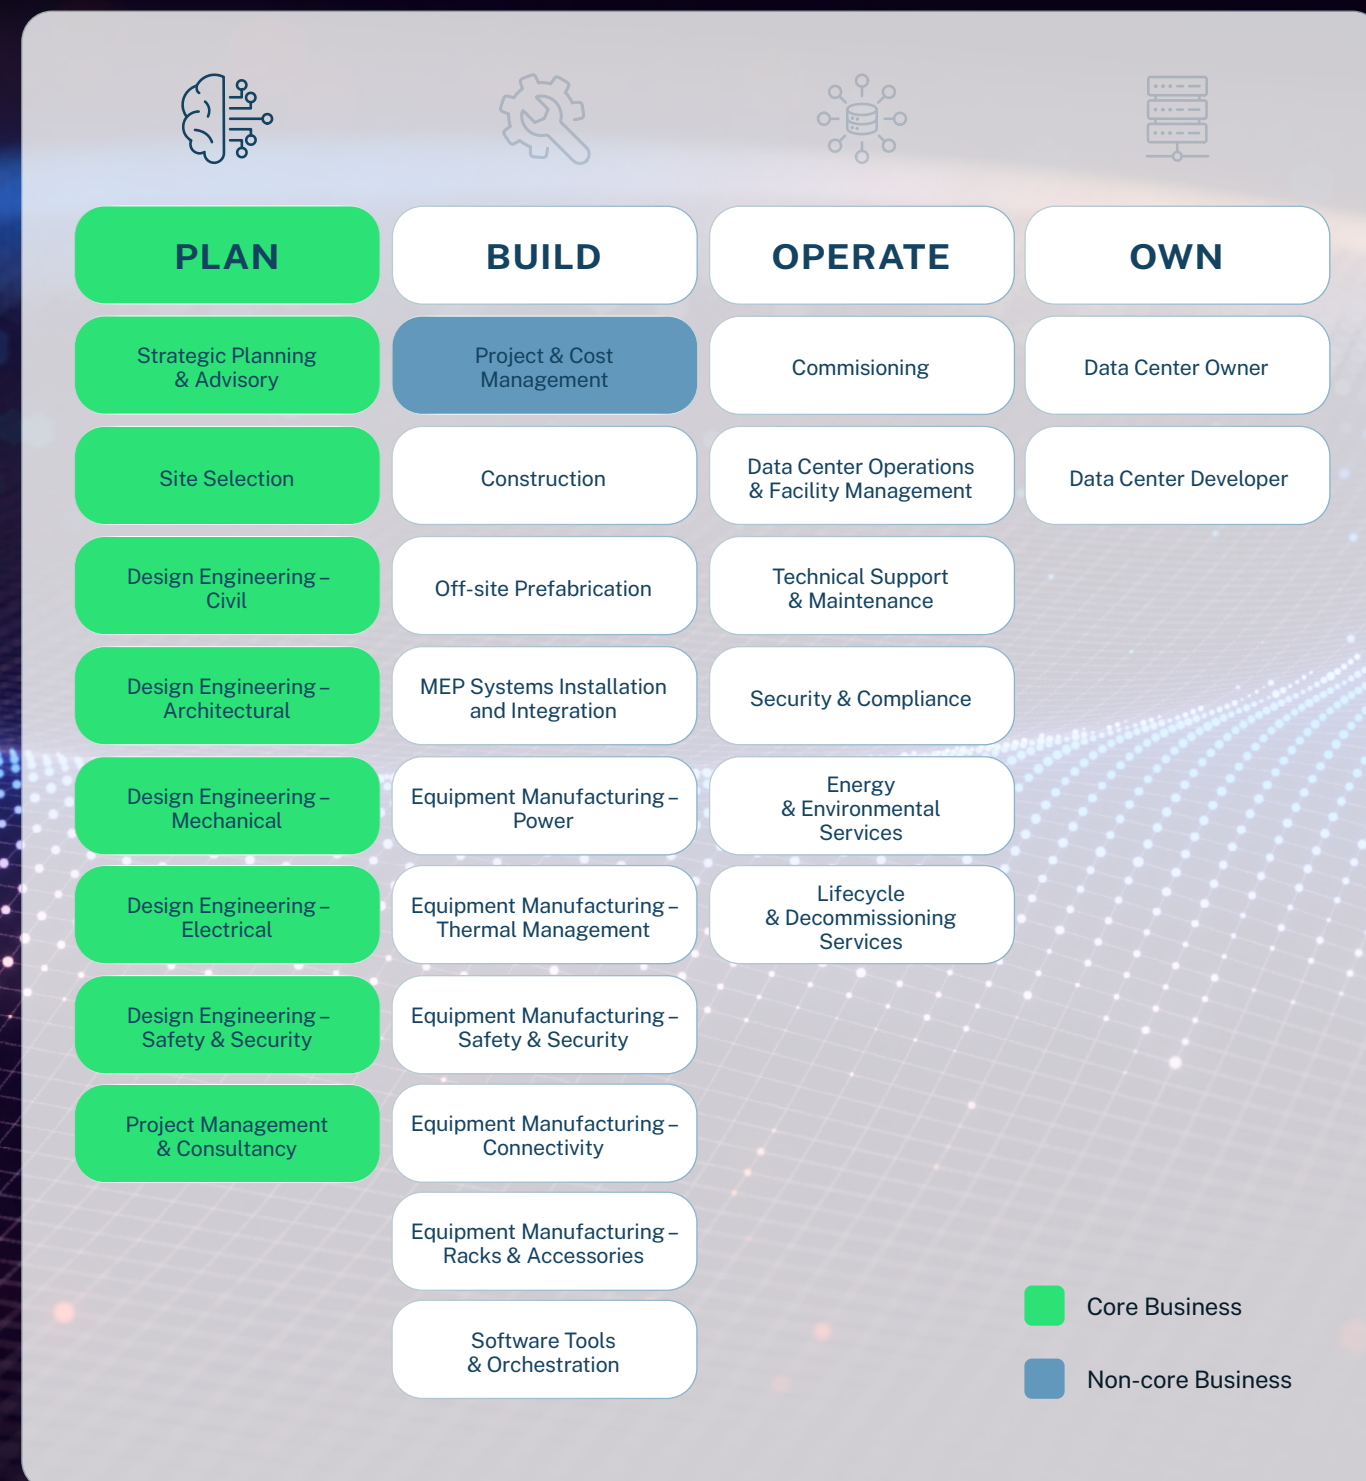 PLAN
Strategic Planning
& Advisory
Site Selection
Design Engineering –
Civil
Design Engineering –
Architectural
Design Engineering –
Mechanical
Design Engineering –
Electrical
Design Engineering –
Safety & Security
Project Management
& Consultancy
BUILD
Project & Cost
Management
Construction
Off-site Prefabrication
MEP Systems Installation
and Integration
Equipment Manufacturing –
Power
Equipment Manufacturing –
Thermal Management
Equipment Manufacturing –
Safety & Security
Equipment Manufacturing –
Connectivity
Equipment Manufacturing –
Racks & Accessories
Software Tools
& Orchestration
OPERATE
Commisioning
Data Center Operations
& Facility Management
Technical Support
& Maintenance
Security & Compliance
Energy
& Environmental
Services
Lifecycle
& Decommissioning
Services
OWN
Data Center Owner
Data Center Developer
Core Business
Non-core Business